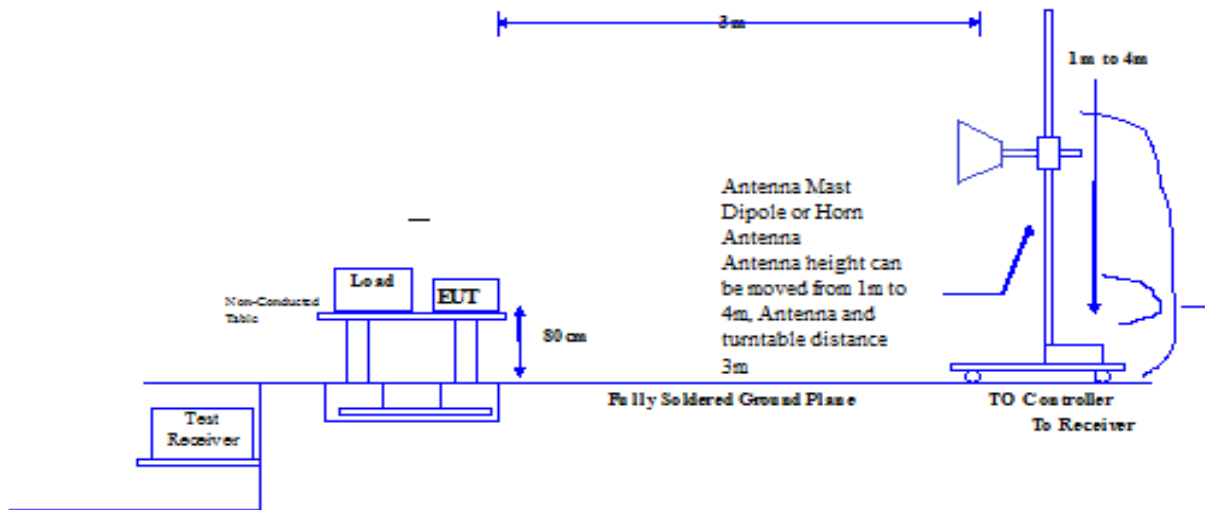 3m
1m to 4m
Antenna Mast
Dipole or Horn
Antenna
Antenna height can
be moved from 1m to
4m, Antenna and
turntable distance
3m
Load
EUT
Non-Conducted
Table
80cm
Fully Soldered Ground Plane
TO Controller
To Receiver
Test
Receiver